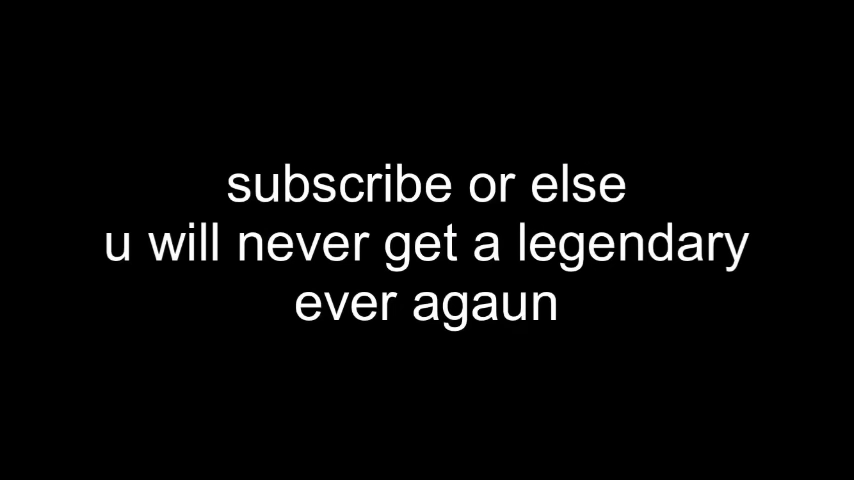 subscribe or else
u will never get a legendary
ever agaun